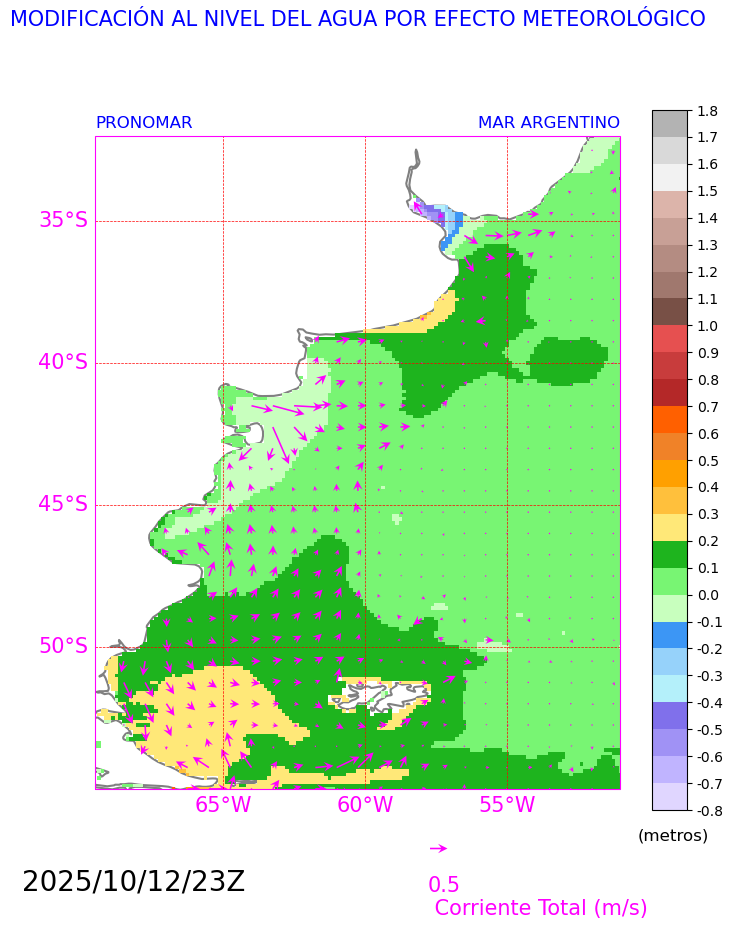 MODIFICACIÓN AL NIVEL DEL AGUA POR EFECTO METEOROLÓGICO
PRONOMAR
MAR ARGENTINO
35°S
40°S
45°S
50°S
65°W
60°W
55°W
1.8
1.7
1.6
1.5
1.4
1.3
1.2
1.1
1.0
0.9
0.8
0.7
0.6
0.5
0.4
0.3
0.2
0.1
0.0
-0.1
-0.2
-0.3
-0.4
-0.5
-0.6
-0.7
-0.8
(metros)
0.5
Corriente Total (m/s)
2025/10/12/23Z